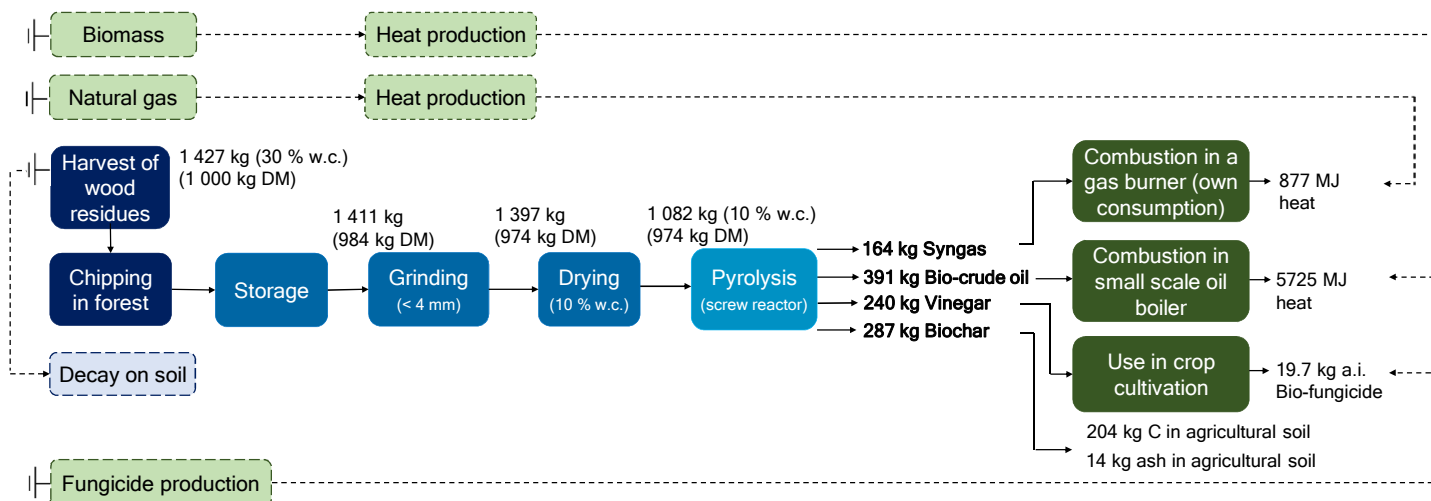 Biomass
Heat production
Natural gas
Heat production
Harvest of
wood
residues
1 427 kg (30 % w.c.)
(1 000 kg DM)
Chipping
in forest
Storage
1 411 kg
(984 kg DM)
Grinding
(< 4 mm)
1 397 kg
(974 kg DM)
Drying
(10 % w.c.)
1 082 kg (10 % w.c.)
(974 kg DM)
Pyrolysis
(screw reactor)
164 kg Syngas
391 kg Bio-crude oil
240 kg Vinegar
287 kg Biochar
Combustion in a
gas burner (own
consumption)
877 MJ
heat
Combustion in
small scale oil
boiler
5725 MJ
heat
Use in crop
cultivation
19.7 kg a.i.
Bio-fungicide
204 kg C in agricultural soil
14 kg ash in agricultural soil
Decay on soil
Fungicide production